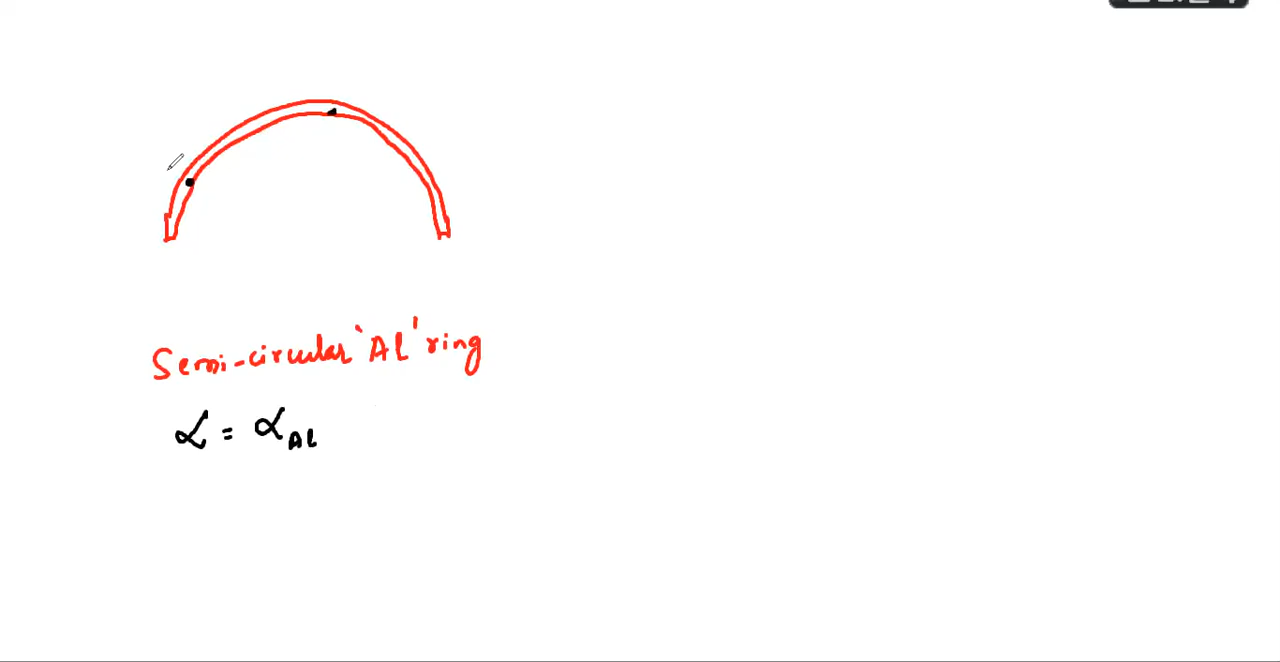 Semi-circular 'Al' ring
α = α_Al